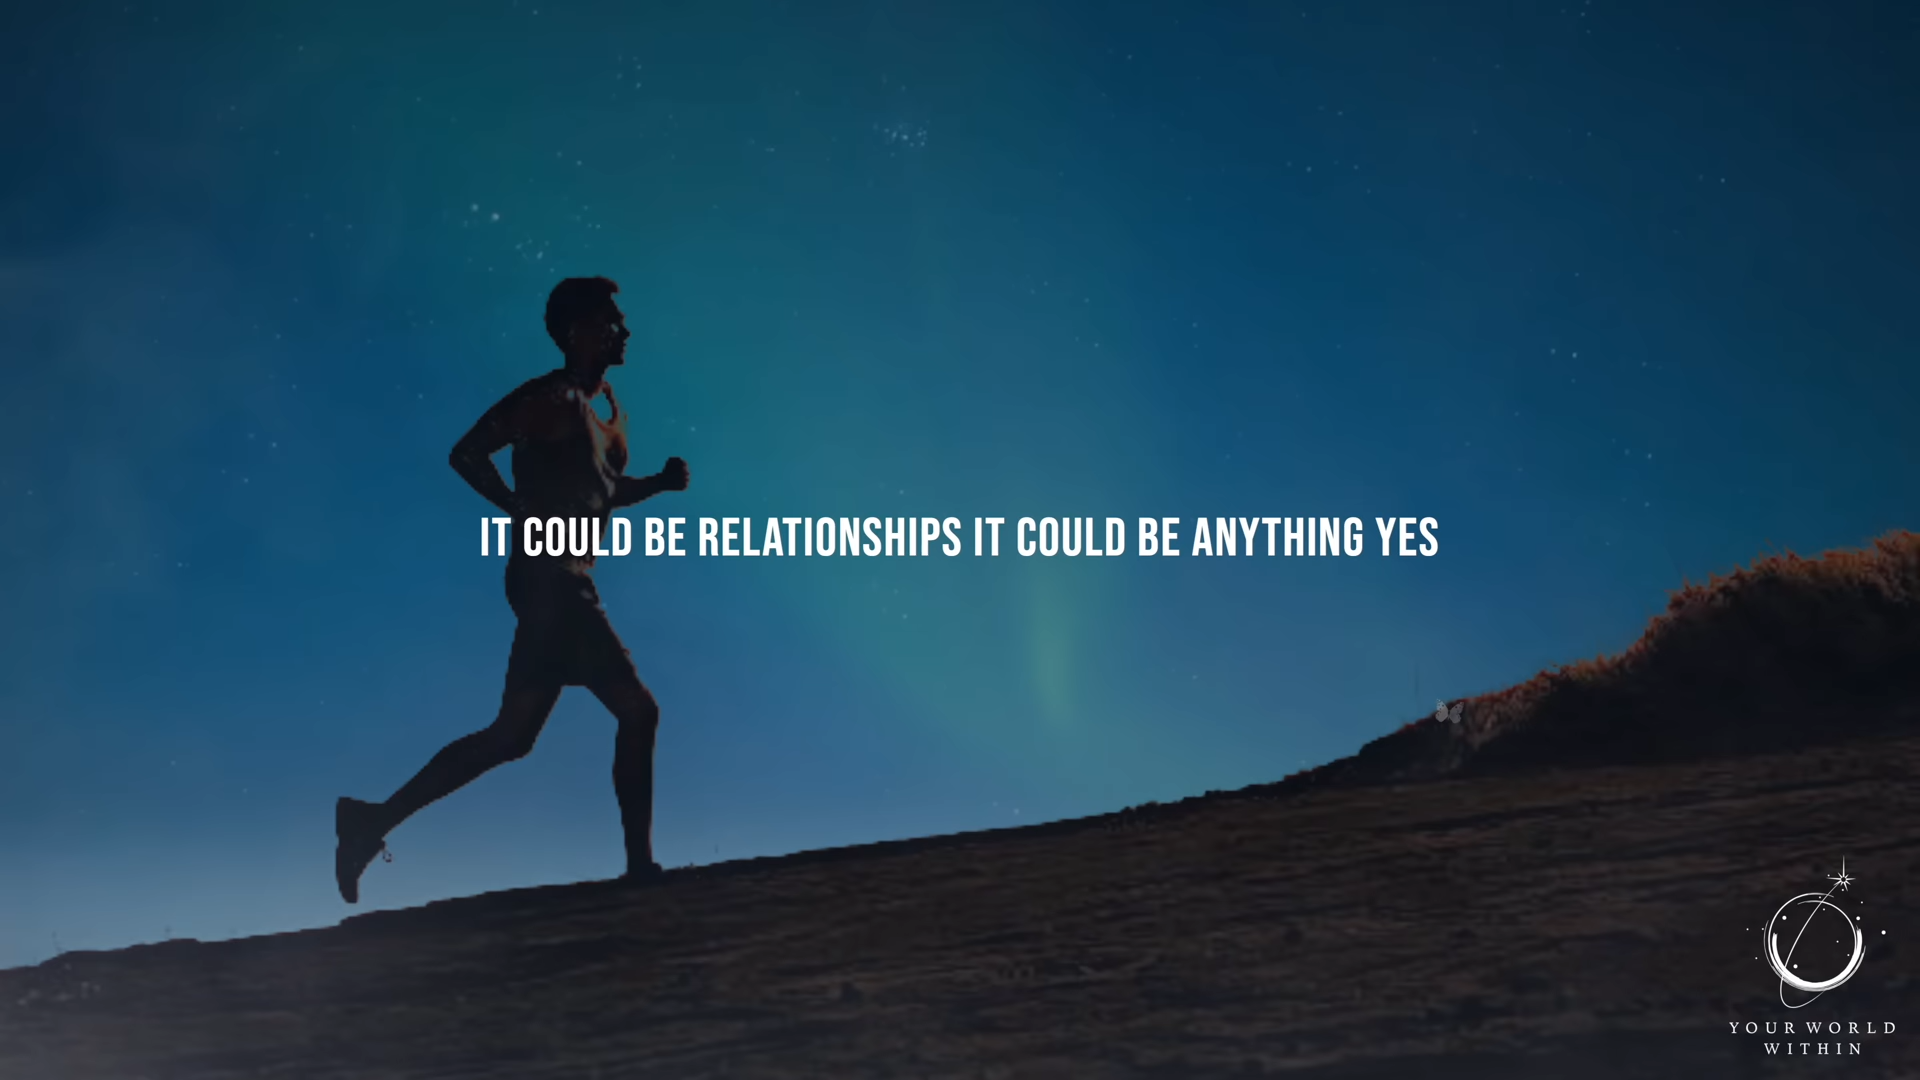 IT COULD BE RELATIONSHIPS IT COULD BE ANYTHING YES
YOUR WORLD
WITHIN